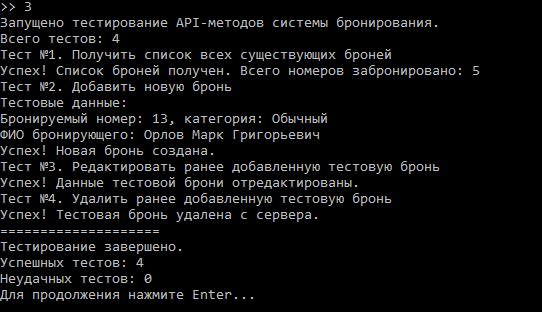 >> 3
Запущено тестирование API-методов системы бронирования.
Всего тестов: 4
Тест №1. Получить список всех существующих броней
Успех! Список броней получен. Всего номеров забронировано: 5
Тест №2. Добавить новую бронь
Тестовые данные:
Бронируемый номер: 13, категория: Обычный
ФИО бронирующего: Орлов Марк Григорьевич
Успех! Новая бронь создана.
Тест №3. Редактировать ранее добавленную тестовую бронь
Успех! Данные тестовой брони отредактированы.
Тест №4. Удалить ранее добавленную тестовую бронь
Успех! Тестовая бронь удалена с сервера.
====================
Тестирование завершено.
Успешных тестов: 4
Неудачных тестов: 0
Для продолжения нажмите Enter...